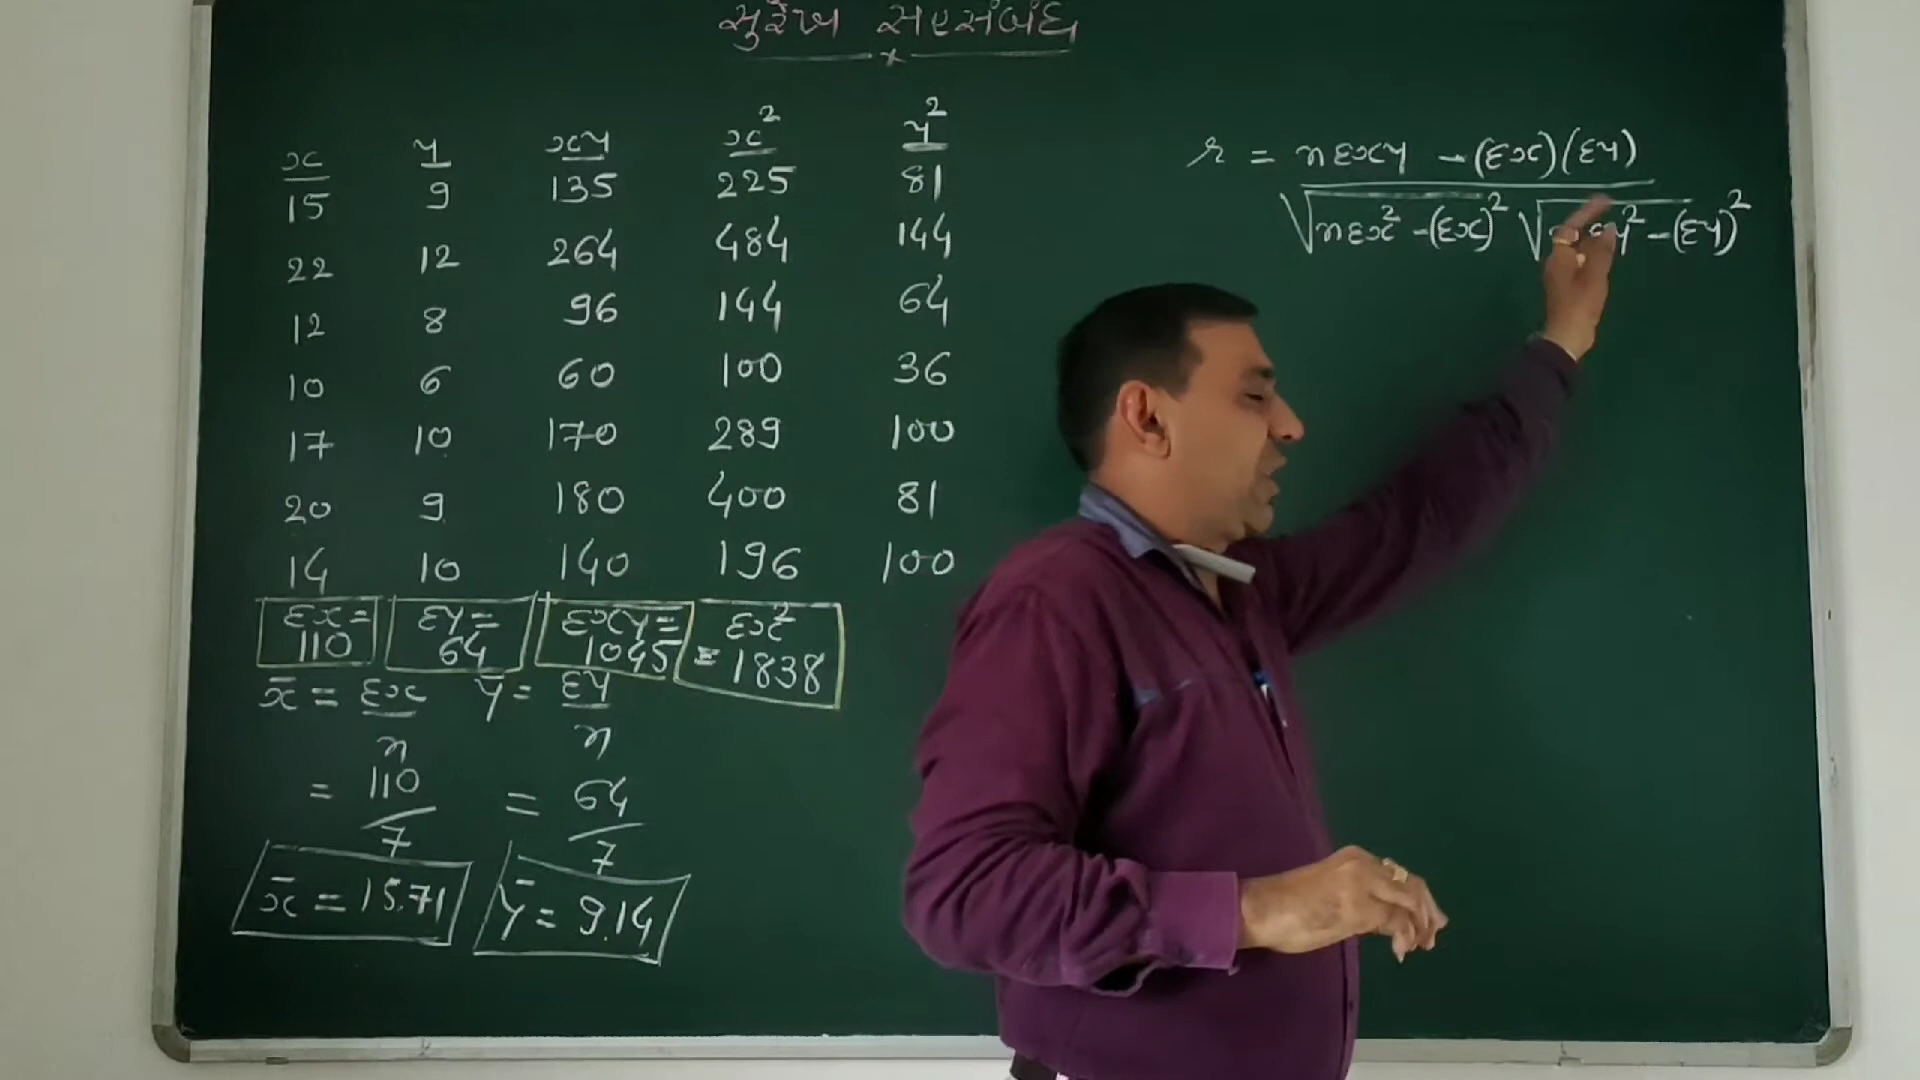 સુરેખ સહસંબંધ
x y xy x² y²
15 9 135 225 81
22 12 264 484 144
12 8 96 144 64
10 6 60 100 36
17 10 170 289 100
20 9 180 400 81
14 10 140 196 100
Σx = 110 Σy = 64 Σxy = 1045 Σx² = 1838
x̄ = Σx ȳ = Σy
n n
= 110 = 64
7 7
x̄ = 15.71 ȳ = 9.14
r = nΣxy - (Σx)(Σy)
√nΣx² - (Σx)² √ y² - (Σy)²